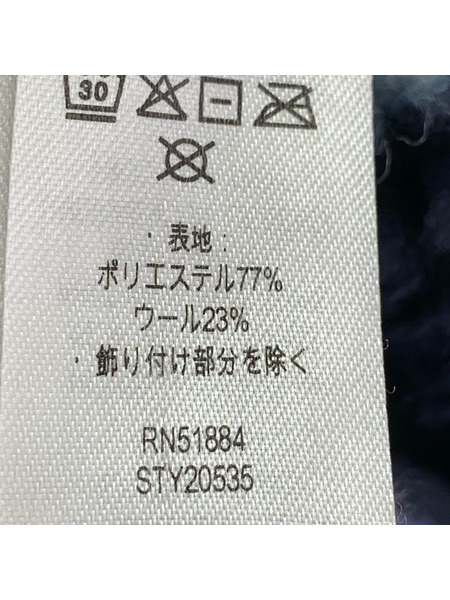 30
・表地：
ポリエステル77%
ウール23%
・飾り付け部分を除く
RN51884
STY20535